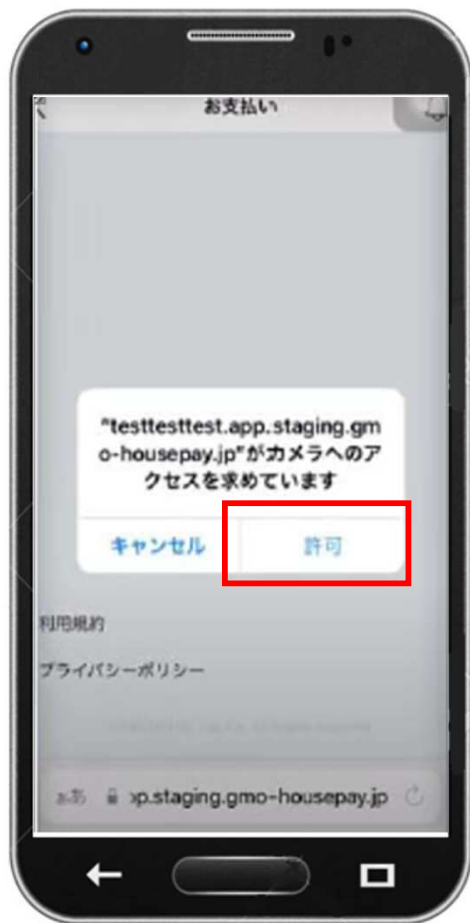 お支払い
"testtesttest.app.staging.gm
o-housepay.jp"がカメラへのア
クセスを求めています
キャンセル 許可
利用規約
プライバシーポリシー
ぁあ p.staging.gmo-housepay.jp